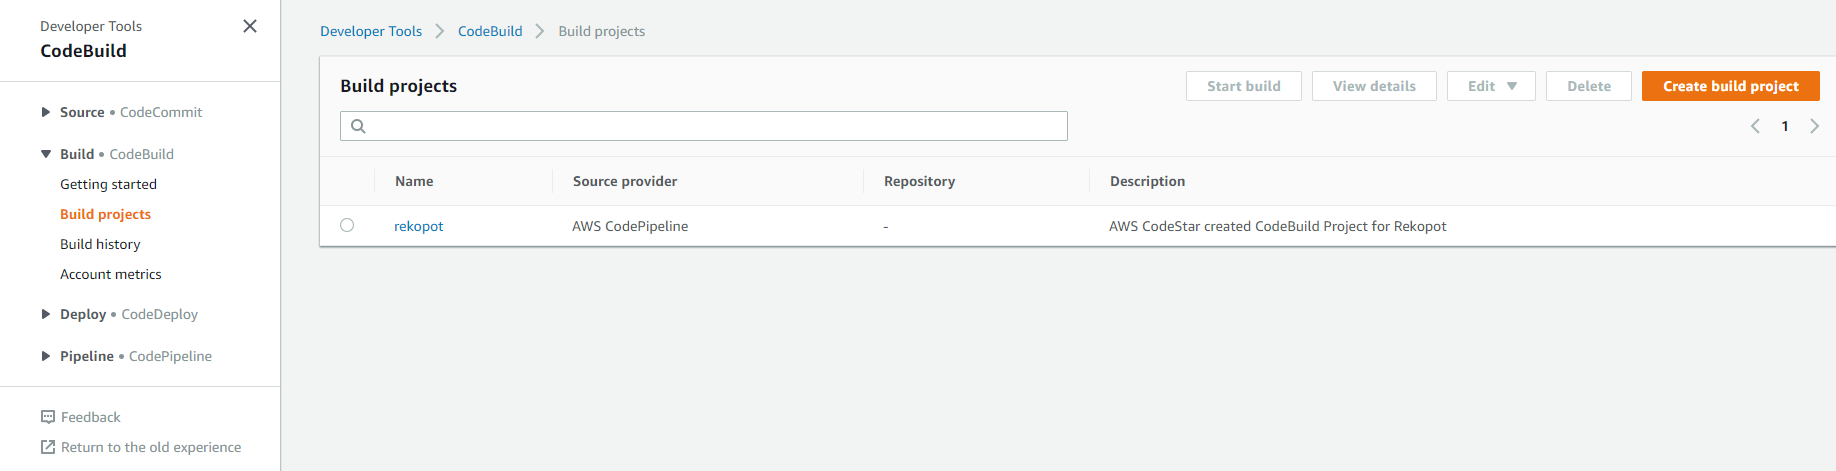 Developer Tools
CodeBuild
Source • CodeCommit
Build • CodeBuild
Getting started
Build projects
Build history
Account metrics
Deploy • CodeDeploy
Pipeline • CodePipeline
Feedback
Return to the old experience
Developer Tools > CodeBuild > Build projects
Build projects
Start build View details Edit Delete Create build project
1
Name Source provider Repository Description
rekopot AWS CodePipeline - AWS CodeStar created CodeBuild Project for Rekopot